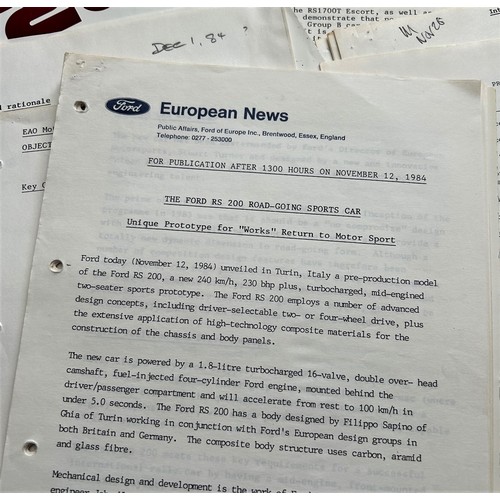 he RS1700T Escort, as well as
demonstrate that
Group B ca
t is
DEC 1, 84
Nov 26
d rationale
EAO Mo
OBJECT
Key
Ford
European News
Public Affairs, Ford of Europe Inc., Brentwood, Essex, England
Telephone: 0277 - 253000
FOR PUBLICATION AFTER 1300 HOURS ON NOVEMBER 12, 1984
THE FORD RS 200 ROAD-GOING SPORTS CAR
Unique Prototype for "Works" Return to Motor Sport
Ford today (November 12, 1984) unveiled in Turin, Italy a pre-production model
of the Ford RS 200, a new 240 km/h, 230 bhp plus, turbocharged, mid-engined
two-seater sports prototype. The Ford RS 200 employs a number of advanced
design concepts, including driver-selectable two- or four-wheel drive, plus
the extensive application of high-technology composite materials for the
construction of the chassis and body panels.
The new car is powered by a 1.8-litre turbocharged 16-valve, double over- head
camshaft, fuel-injected four-cylinder Ford engine, mounted behind the
driver/passenger compartment and will accelerate from rest to 100 km/h in
under 5.0 seconds. The Ford RS 200 has a body designed by Filippo Sapino of
Ghia of Turin working in conjunction with Ford's European design groups in
both Britain and Germany. The composite body structure uses carbon, aramid
and glass fibre.
Mechanical design and development is the work of